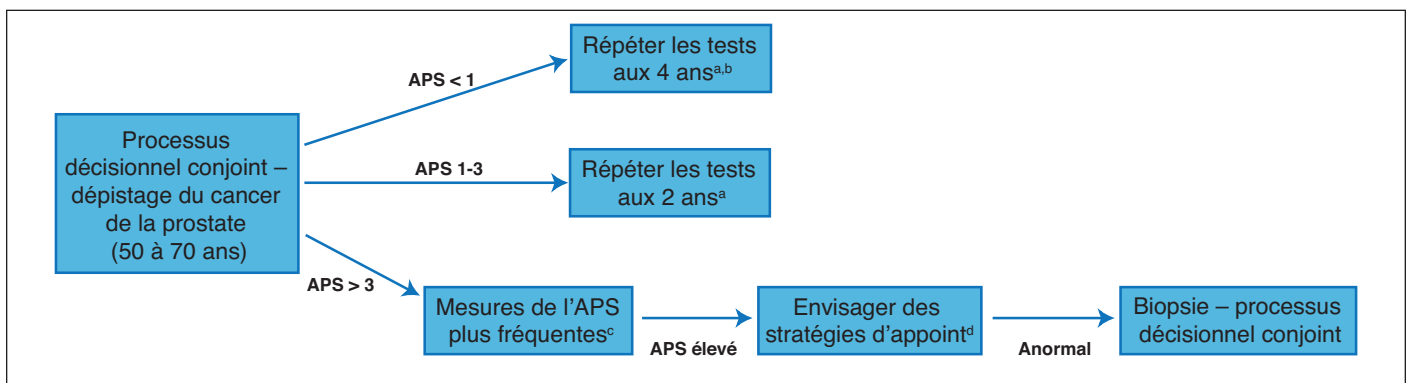 Processus
décisionnel conjoint –
dépistage du cancer
de la prostate
(50 à 70 ans)
APS < 1
Répéter les tests
aux 4 ansᵃ,ᵇ
APS 1-3
Répéter les tests
aux 2 ansᵃ
APS > 3
Mesures de l’APS
plus fréquentesᶜ
APS élevé
Envisager des
stratégies d’appointᵈ
Anormal
Biopsie – processus
décisionnel conjoint